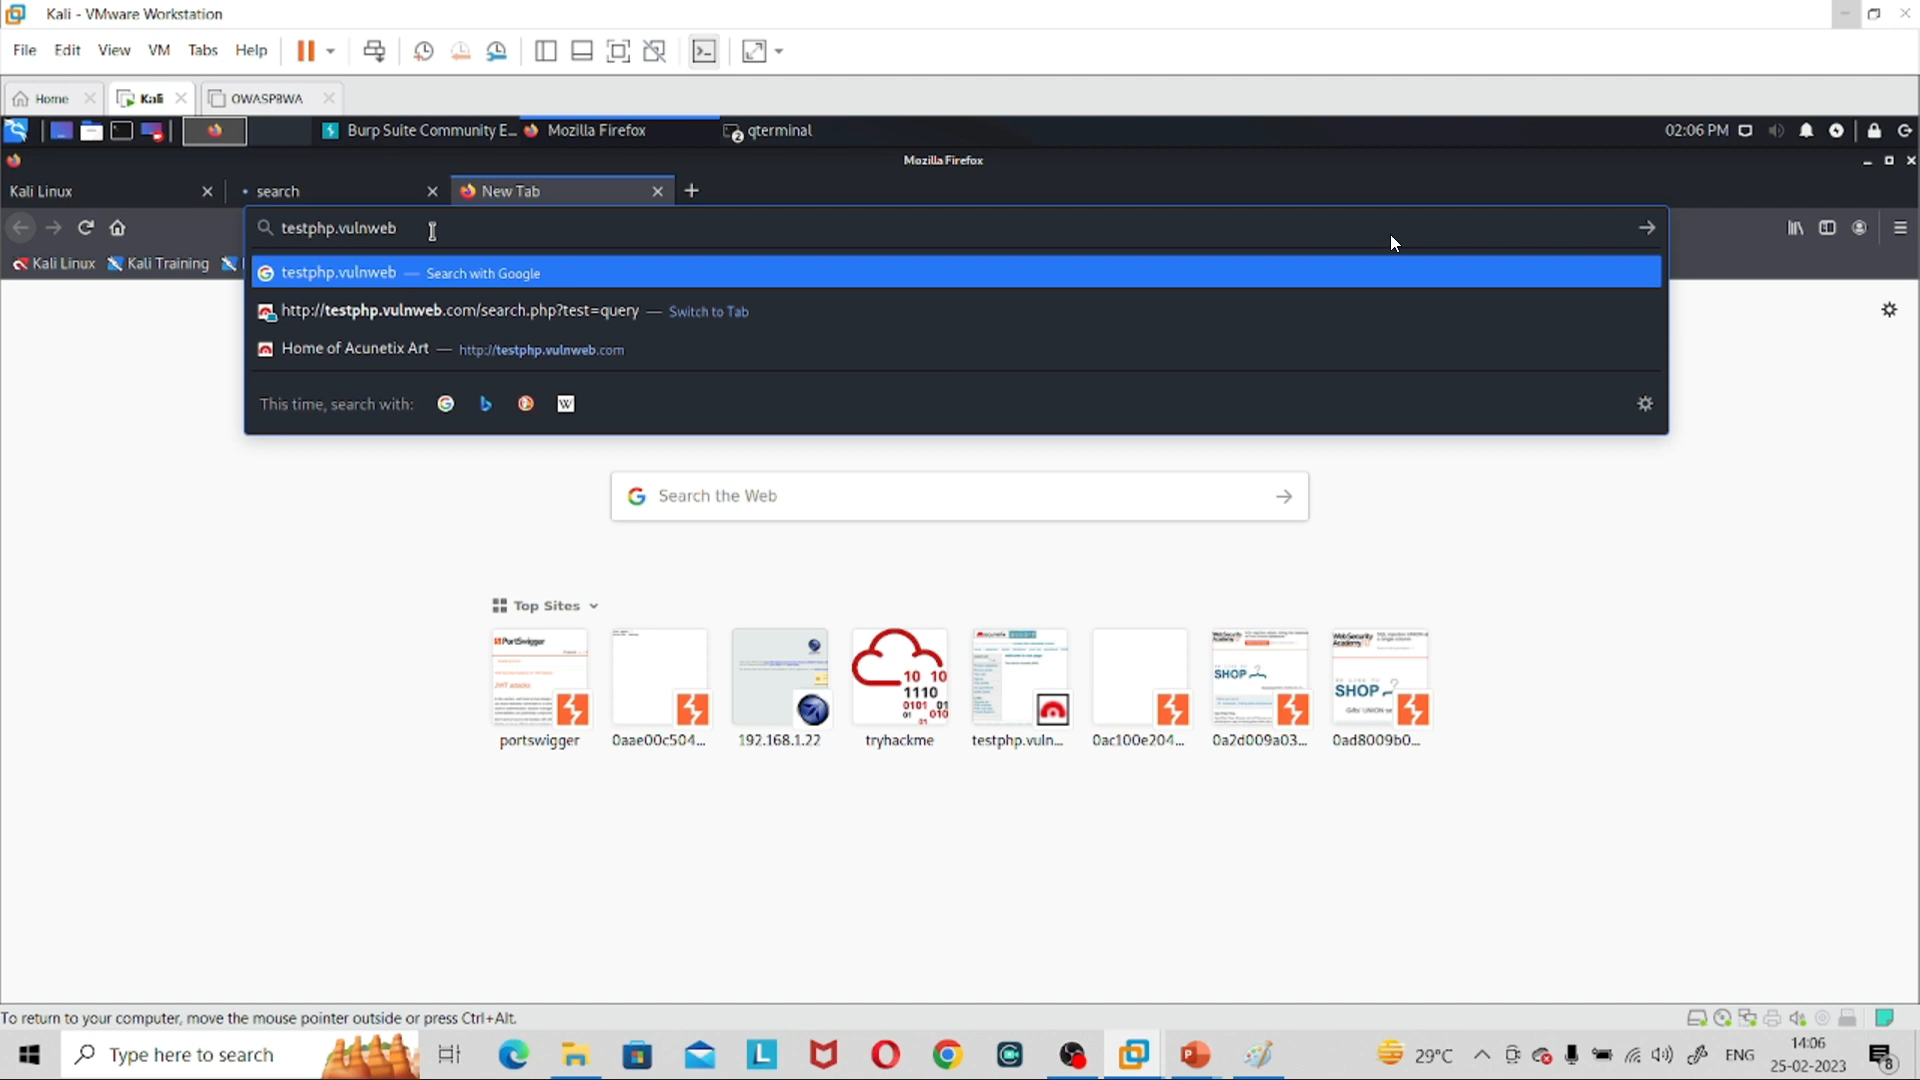 Kali - VMware Workstation
File Edit View VM Tabs Help
Home Kali OWASPBWA
Burp Suite Community E... Mozilla Firefox 2 qterminal 02:06 PM
Mozilla Firefox
Kali Linux search New Tab
testphp.vulnweb
Kali Linux Kali Training
testphp.vulnweb — Search with Google
http://testphp.vulnweb.com/search.php?test=query — Switch to Tab
Home of Acunetix Art — http://testphp.vulnweb.com
This time, search with: W
Search the Web
Top Sites
PortSwigger
SHOP
SHOP
portswigger 0aae00c504... 192.168.1.22 tryhackme testphp.vuln... 0ac100e204... 0a2d009a03... 0ad8009b0...
To return to your computer, move the mouse pointer outside or press Ctrl+Alt.
Type here to search 29°C ENG 14:06
25-02-2023 8